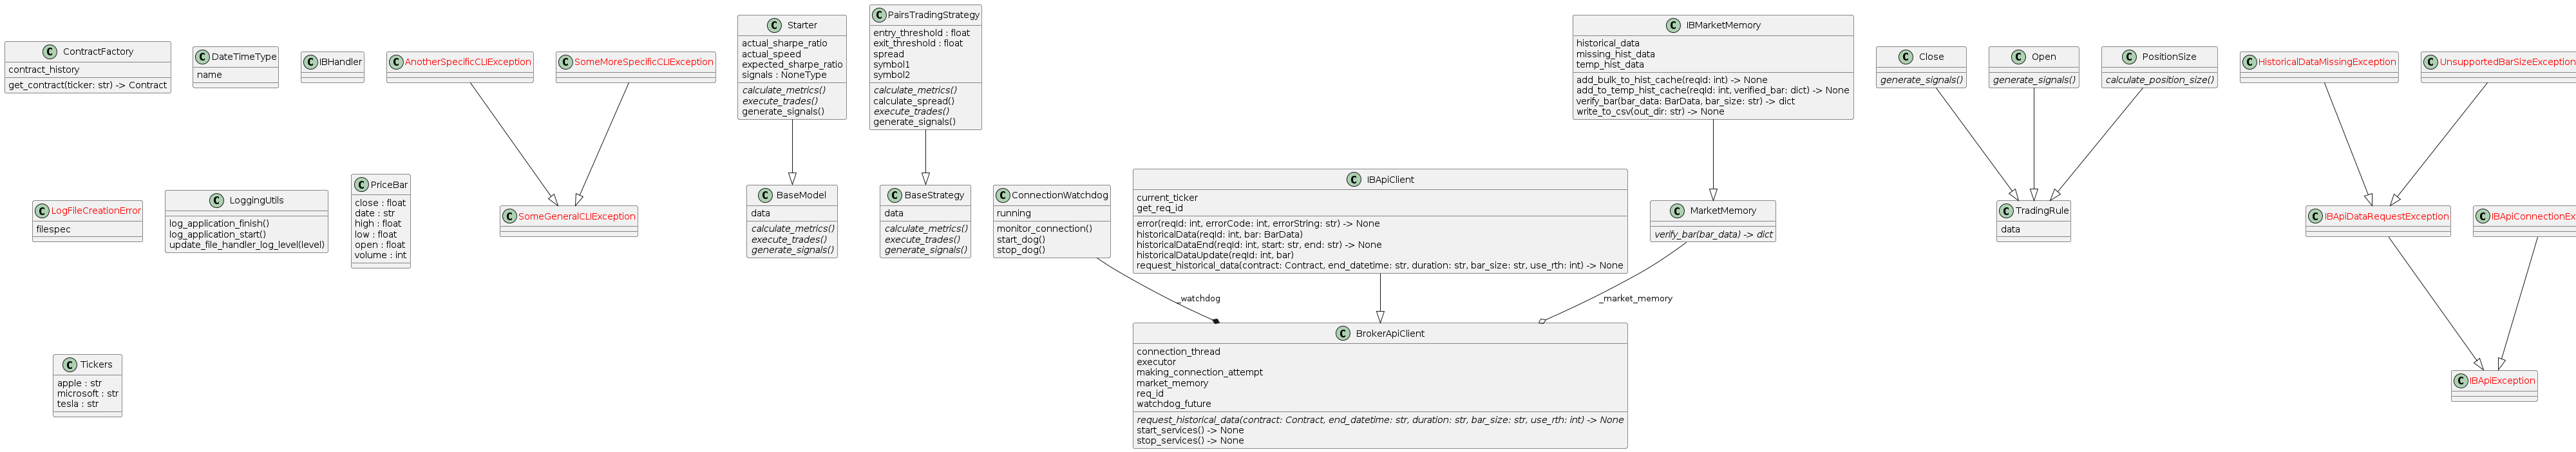 C ContractFactory
contract_history
get_contract(ticker: str) -> Contract
C DateTimeType
name
C IBHandler
C AnotherSpecificCLIException
C SomeMoreSpecificCLIException
C Starter
actual_sharpe_ratio
actual_speed
expected_sharpe_ratio
signals : NoneType
calculate_metrics()
execute_trades()
generate_signals()
C PairsTradingStrategy
entry_threshold : float
exit_threshold : float
spread
symbol1
symbol2
calculate_metrics()
calculate_spread()
execute_trades()
generate_signals()
C IBMarketMemory
historical_data
missing_hist_data
temp_hist_data
add_bulk_to_hist_cache(reqId: int) -> None
add_to_temp_hist_cache(reqId: int, verified_bar: dict) -> None
verify_bar(bar_data: BarData, bar_size: str) -> dict
write_to_csv(out_dir: str) -> None
C Close
generate_signals()
C Open
generate_signals()
C PositionSize
calculate_position_size()
C HistoricalDataMissingException
C UnsupportedBarSizeException
C LogFileCreationError
filespec
C LoggingUtils
log_application_finish()
log_application_start()
update_file_handler_log_level(level)
C PriceBar
close : float
date : str
high : float
low : float
open : float
volume : int
C SomeGeneralCLIException
C BaseModel
data
calculate_metrics()
execute_trades()
generate_signals()
C BaseStrategy
data
calculate_metrics()
execute_trades()
generate_signals()
C ConnectionWatchdog
running
monitor_connection()
start_dog()
stop_dog()
C IBApiClient
current_ticker
get_req_id
error(reqId: int, errorCode: int, errorString: str) -> None
historicalData(reqId: int, bar: BarData)
historicalDataEnd(reqId: int, start: str, end: str) -> None
historicalDataUpdate(reqId: int, bar)
request_historical_data(contract: Contract, end_datetime: str, duration: str, bar_size: str, use_rth: int) -> None
C MarketMemory
verify_bar(bar_data) -> dict
C TradingRule
data
C IBApiDataRequestException
C IBApiConnectionEx
_watchdog
_market_memory
C Tickers
apple : str
microsoft : str
tesla : str
C BrokerApiClient
connection_thread
executor
making_connection_attempt
market_memory
req_id
watchdog_future
request_historical_data(contract: Contract, end_datetime: str, duration: str, bar_size: str, use_rth: int) -> None
start_services() -> None
stop_services() -> None
C IBApiException